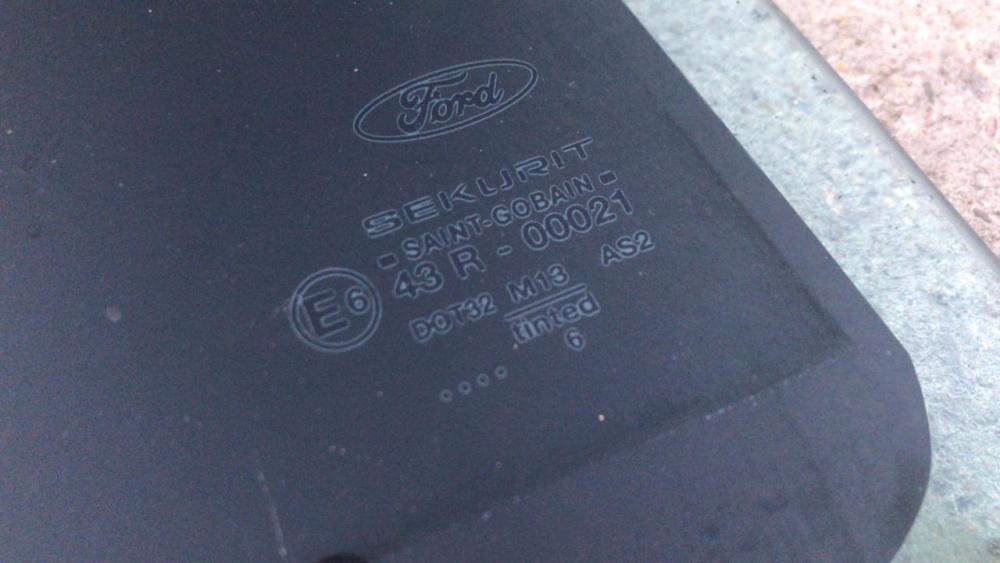 Ford
SEKURIT
SAINT-GOBAIN
E6 43 R - 00021
DOT32 M13 AS2
tinted
6